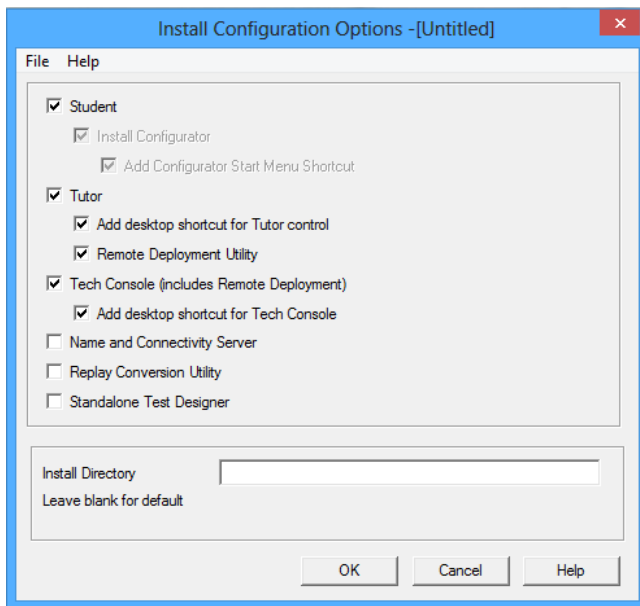 Install Configuration Options -[Untitled]
File Help
Student
Install Configurator
Add Configurator Start Menu Shortcut
Tutor
Add desktop shortcut for Tutor control
Remote Deployment Utility
Tech Console (includes Remote Deployment)
Add desktop shortcut for Tech Console
Name and Connectivity Server
Replay Conversion Utility
Standalone Test Designer
Install Directory
Leave blank for default
OK Cancel Help